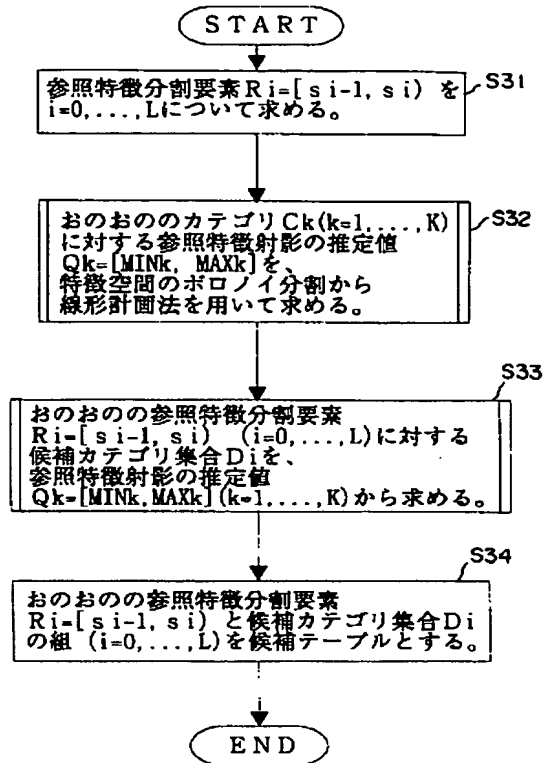 START
S31
参照特徴分割要素Ri=[si-1, si) を
i=0,...,Lについて求める。
S32
おのおののカテゴリCk(k=1,...,K)
に対する参照特徴射影の推定値
Qk=[MINk, MAXk]を、
特徴空間のボロノイ分割から
線形計画法を用いて求める。
S33
おのおのの参照特徴分割要素
Ri=[si-1, si) (i=0,...,L)に対する
候補カテゴリ集合Diを、
参照特徴射影の推定値
Qk=[MINk,MAXk](k=1,...,K)から求める。
S34
おのおのの参照特徴分割要素
Ri=[si-1, si) と候補カテゴリ集合Di
の組 (i=0,...,L)を候補テーブルとする。
END